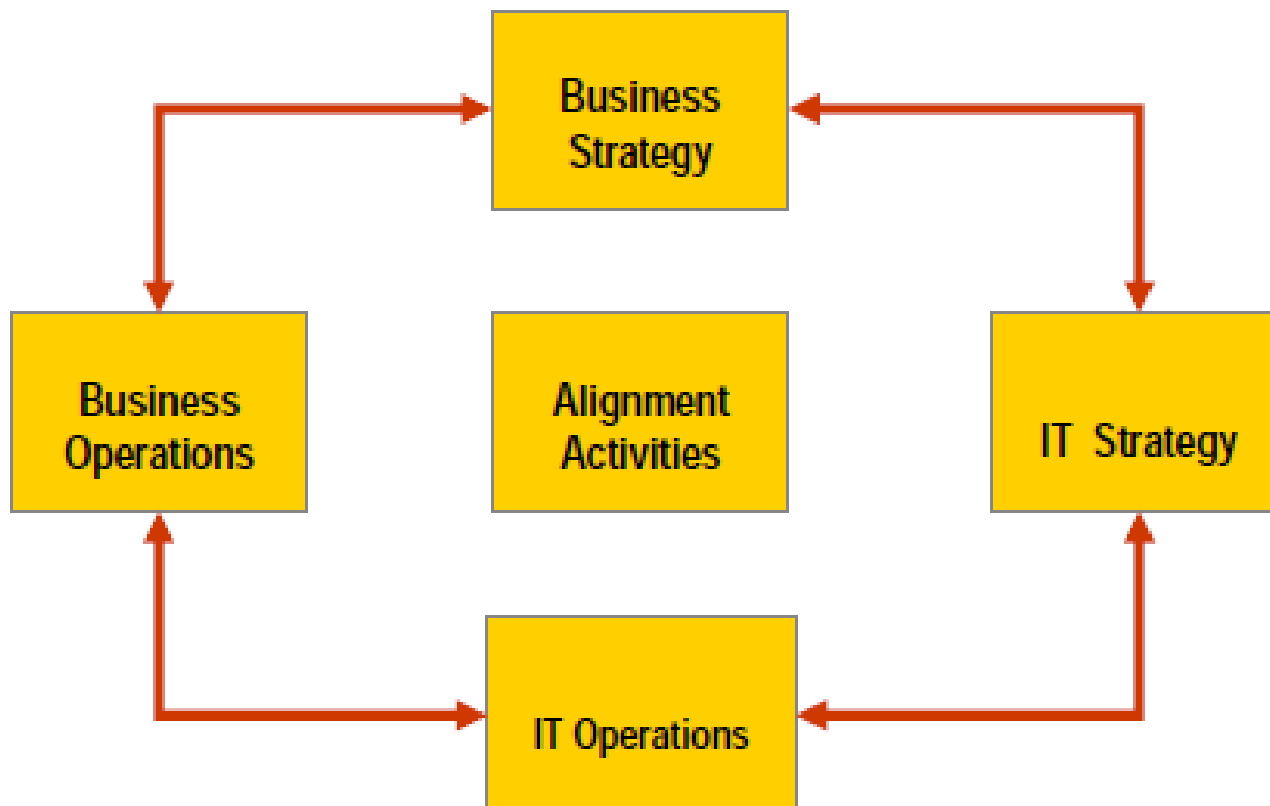 Business
Strategy
Business
Operations
Alignment
Activities
IT  Strategy
IT Operations